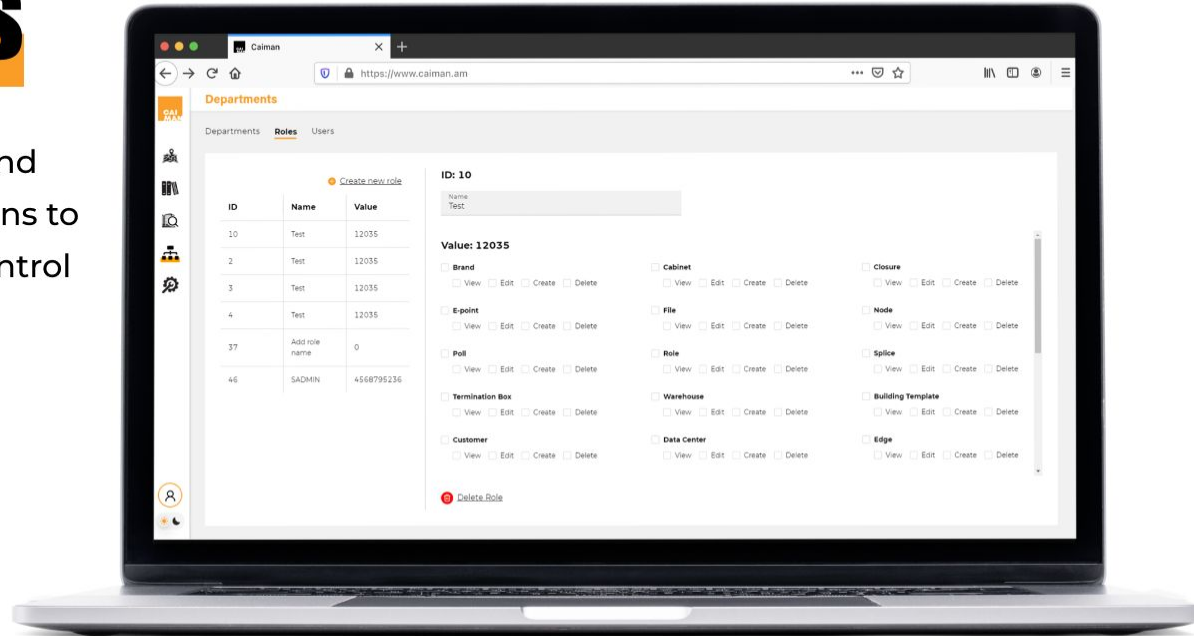 S
nd
ns to
ntrol
Caiman
https://www.caiman.am
CAI
MAN
Departments
Departments Roles Users
Create new role
ID Name Value
10 Test 12035
2 Test 12035
3 Test 12035
4 Test 12035
37 Add role name 0
46 SADMIN 4568795236
ID: 10
Name
Test
Value: 12035
Brand Cabinet Closure
View Edit Create Delete View Edit Create Delete View Edit Create Delete
E-point File Node
View Edit Create Delete View Edit Create Delete View Edit Create Delete
Poll Role Splice
View Edit Create Delete View Edit Create Delete View Edit Create Delete
Termination Box Warehouse Building Template
View Edit Create Delete View Edit Create Delete View Edit Create Delete
Customer Data Center Edge
View Edit Create Delete View Edit Create Delete View Edit Create Delete
Delete Role